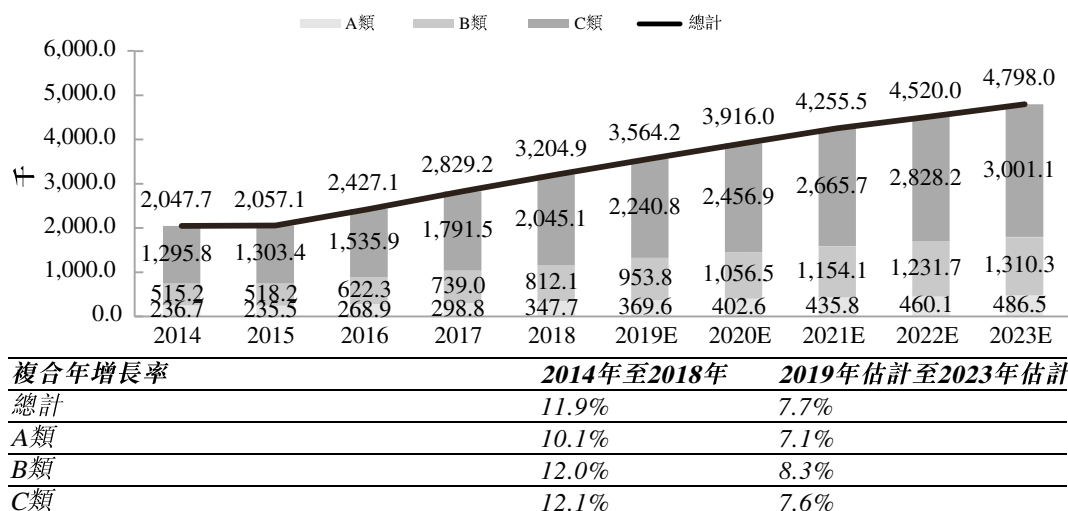 A類 B類 C類 總計
6,000.0
5,000.0
4,000.0
3,000.0
2,000.0
1,000.0
0.0
千
2,047.7 2,057.1 2,427.1 2,829.2 3,204.9 3,564.2 3,916.0 4,255.5 4,520.0 4,798.0
1,295.8 1,303.4 1,535.9 1,791.5 2,045.1 2,240.8 2,456.9 2,665.7 2,828.2 3,001.1
515.2 518.2 622.3 739.0 812.1 953.8 1,056.5 1,154.1 1,231.7 1,310.3
236.7 235.5 268.9 298.8 347.7 369.6 402.6 435.8 460.1 486.5
2014 2015 2016 2017 2018 2019E 2020E 2021E 2022E 2023E
複合年增長率 2014年至2018年 2019年估計至2023年估計
總計 11.9% 7.7%
A類 10.1% 7.1%
B類 12.0% 8.3%
C類 12.1% 7.6%